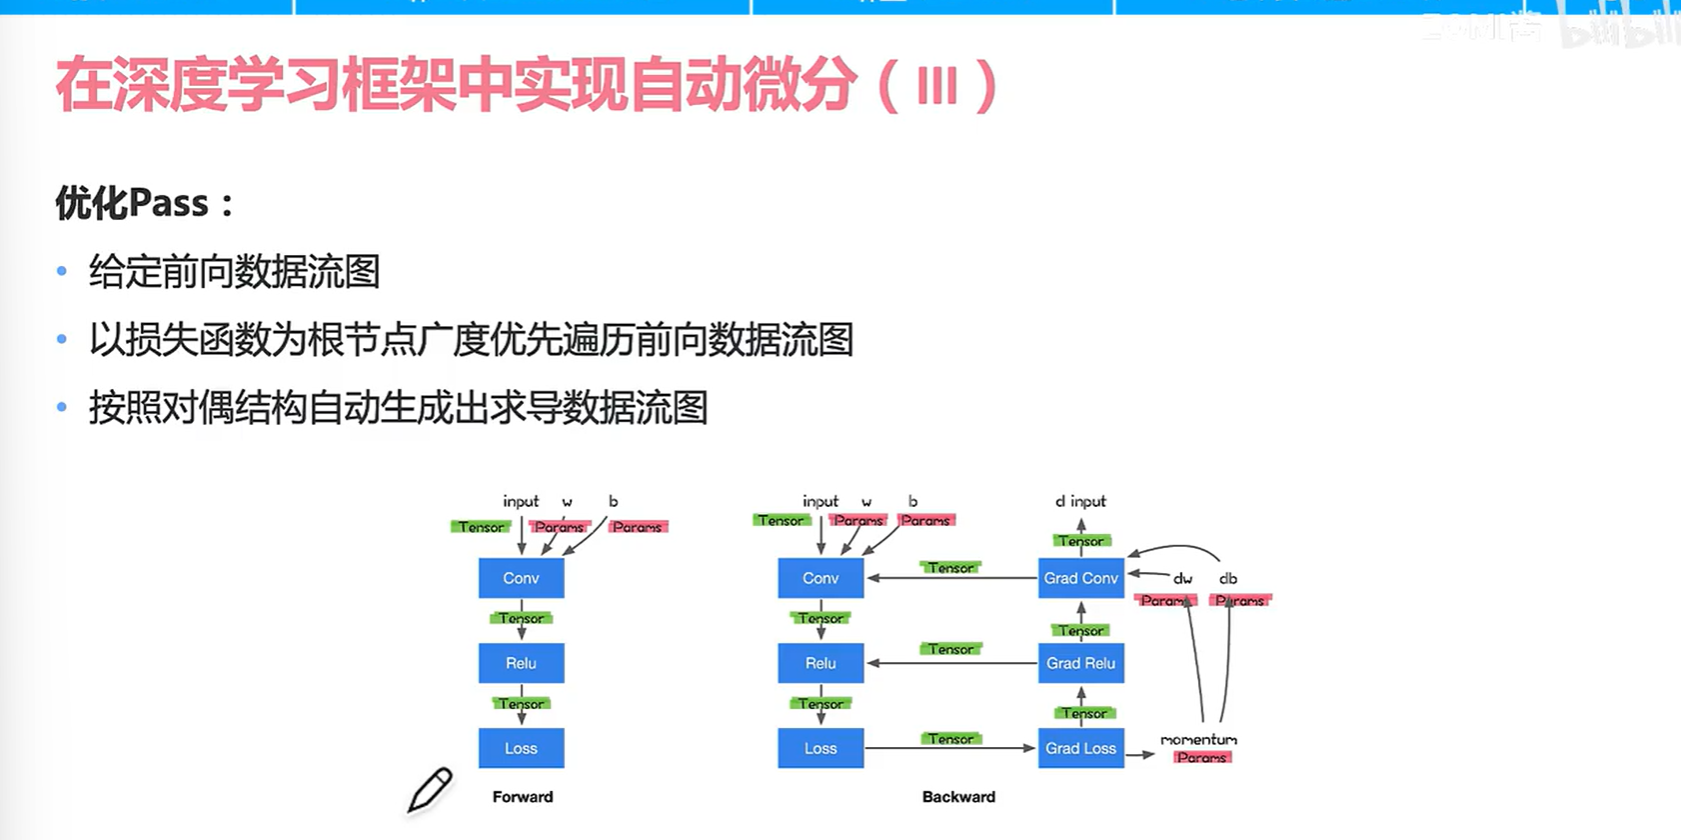 在深度学习框架中实现自动微分（III）
优化Pass：
• 给定前向数据流图
• 以损失函数为根节点广度优先遍历前向数据流图
• 按照对偶结构自动生成出求导数据流图
input w b
Tensor Params Params
Conv
Tensor
Relu
Tensor
Loss
Forward
input w b
Tensor Params Params
Conv
Tensor
Relu
Tensor
Loss
Tensor
Tensor
Tensor
d input
Tensor
Grad Conv
Tensor
Grad Relu
Tensor
Grad Loss
dw db
Params Params
momentum
Params
Backward
bilibili